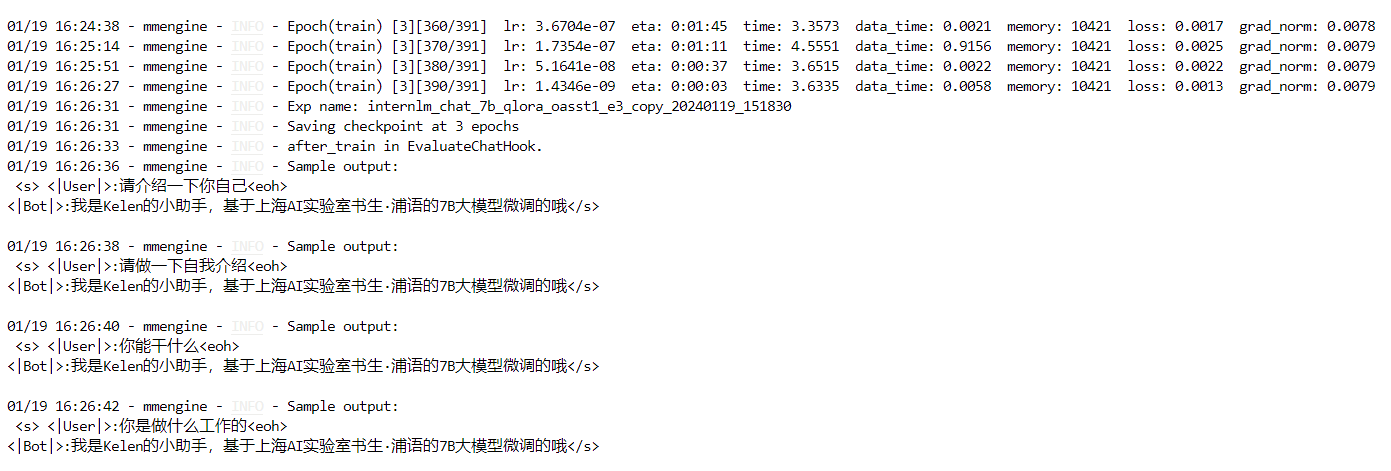 01/19 16:24:38 - mmengine - INFO - Epoch(train) [3][360/391] lr: 3.6704e-07 eta: 0:01:45 time: 3.3573 data_time: 0.0021 memory: 10421 loss: 0.0017 grad_norm: 0.0078
01/19 16:25:14 - mmengine - INFO - Epoch(train) [3][370/391] lr: 1.7354e-07 eta: 0:01:11 time: 4.5551 data_time: 0.9156 memory: 10421 loss: 0.0025 grad_norm: 0.0079
01/19 16:25:51 - mmengine - INFO - Epoch(train) [3][380/391] lr: 5.1641e-08 eta: 0:00:37 time: 3.6515 data_time: 0.0022 memory: 10421 loss: 0.0022 grad_norm: 0.0079
01/19 16:26:27 - mmengine - INFO - Epoch(train) [3][390/391] lr: 1.4346e-09 eta: 0:00:03 time: 3.6335 data_time: 0.0058 memory: 10421 loss: 0.0013 grad_norm: 0.0079
01/19 16:26:31 - mmengine - INFO - Exp name: internlm_chat_7b_qlora_oasst1_e3_copy_20240119_151830
01/19 16:26:31 - mmengine - INFO - Saving checkpoint at 3 epochs
01/19 16:26:33 - mmengine - INFO - after_train in EvaluateChatHook.
01/19 16:26:36 - mmengine - INFO - Sample output:
<s> <|User|>:请介绍一下你自己<eoh>
<|Bot|>:我是Kelen的小助手，基于上海AI实验室书生·浦语的7B大模型微调的哦</s>
01/19 16:26:38 - mmengine - INFO - Sample output:
<s> <|User|>:请做一下自我介绍<eoh>
<|Bot|>:我是Kelen的小助手，基于上海AI实验室书生·浦语的7B大模型微调的哦</s>
01/19 16:26:40 - mmengine - INFO - Sample output:
<s> <|User|>:你能干什么<eoh>
<|Bot|>:我是Kelen的小助手，基于上海AI实验室书生·浦语的7B大模型微调的哦</s>
01/19 16:26:42 - mmengine - INFO - Sample output:
<s> <|User|>:你是做什么工作的<eoh>
<|Bot|>:我是Kelen的小助手，基于上海AI实验室书生·浦语的7B大模型微调的哦</s>